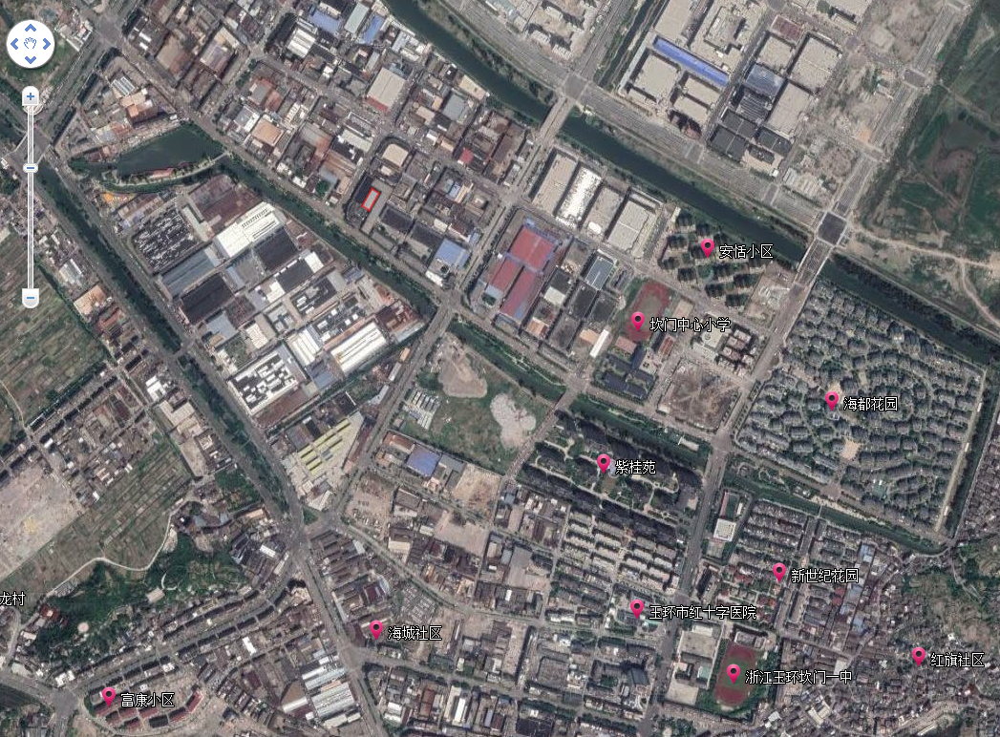 安恬小区
坎门中心小学
海都花园
紫桂苑
新世纪花园
龙村
玉环市红十字医院
海城社区
红旗社区
浙江玉环坎门一中
富康小区